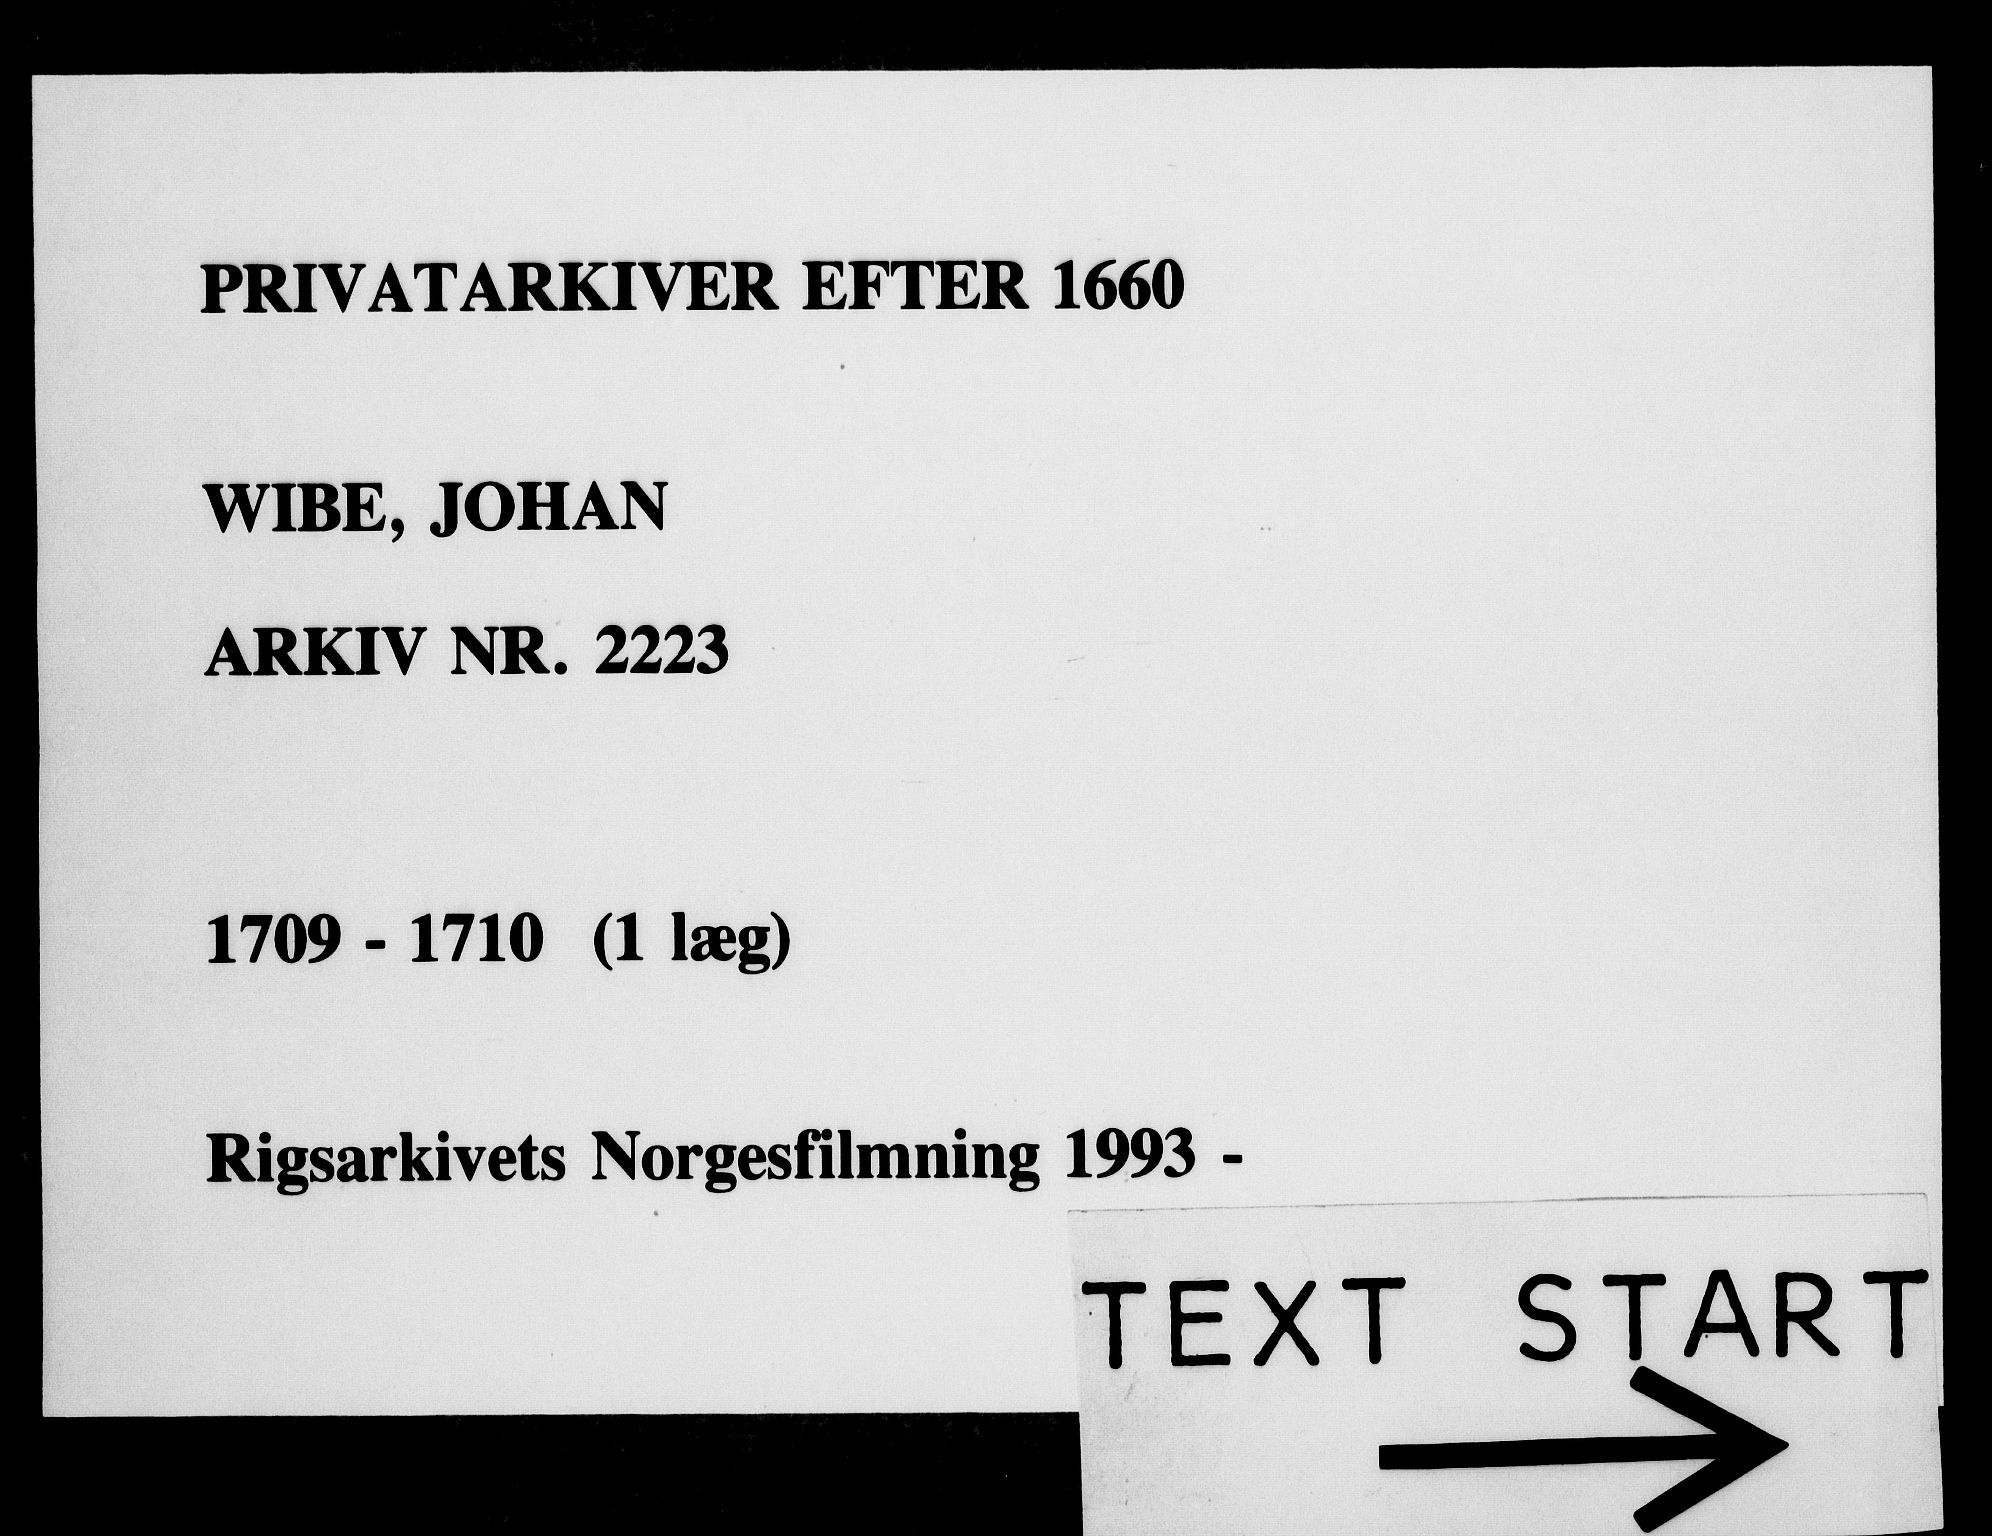 PRIVATARKIVER EFTER 1660
WIBE, JOHAN
ARKIV NR. 2223
1709 - 1710 (1 læg)
Rigsarkivets Norgesfilmning 1993 -
TEXT START